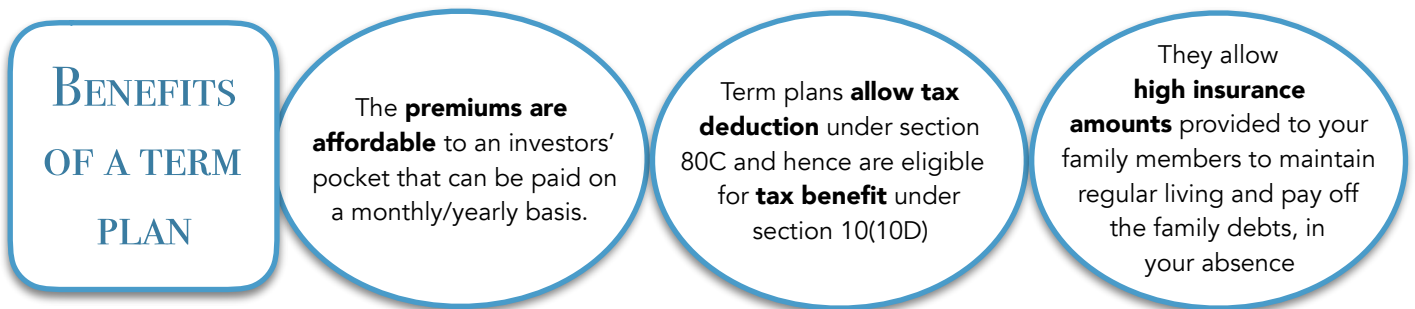 BENEFITS
OF A TERM
PLAN
The premiums are
affordable to an investors’
pocket that can be paid on
a monthly/yearly basis.
Term plans allow tax
deduction under section
80C and hence are eligible
for tax benefit under
section 10(10D)
They allow
high insurance
amounts provided to your
family members to maintain
regular living and pay off
the family debts, in
your absence